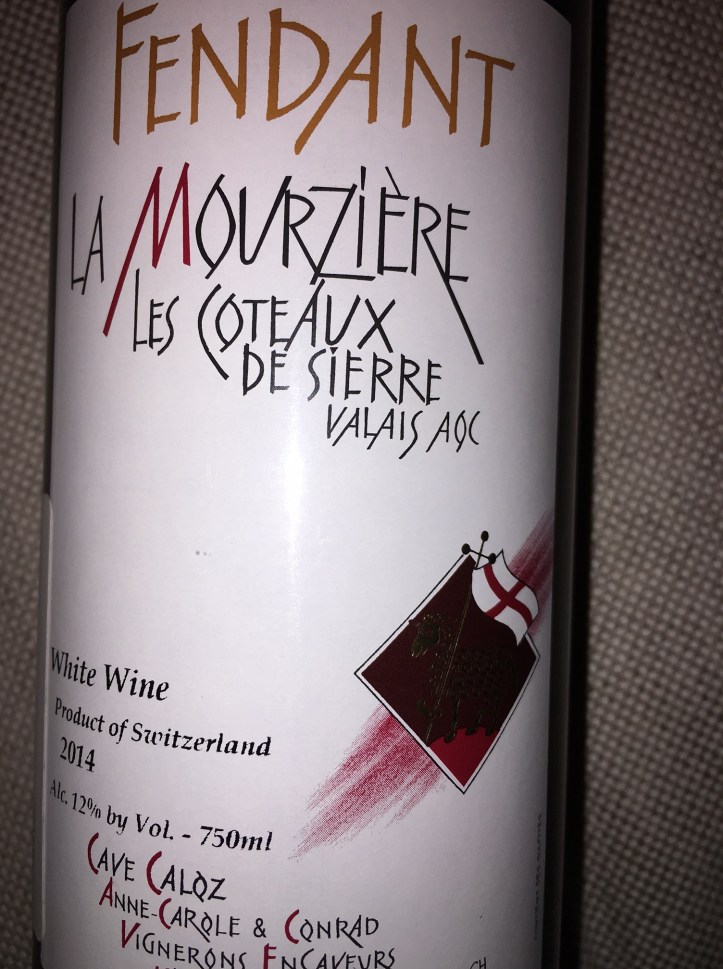 FENDANT
LA MOURZIÈRE
LES COTEAUX
DE SIERRE
VALAIS AOC
White Wine
Product of Switzerland
2014
Alc. 12% by Vol. - 750ml
CAVE CALOZ
ANNE-CAROLE & CONRAD
VIGNERONS ENCAVEURS
CH